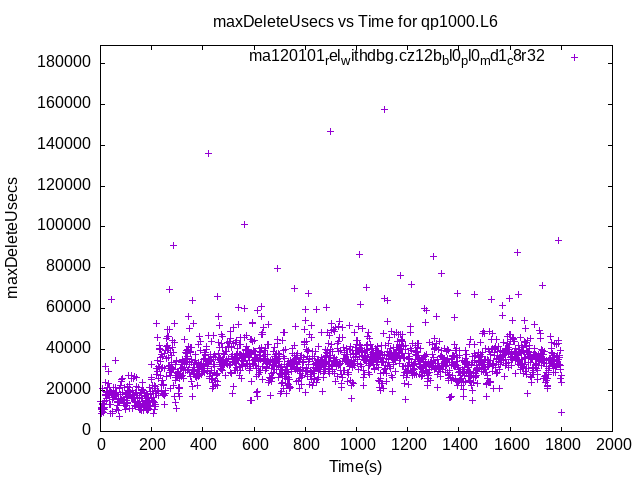 maxDeleteUsecs vs Time for qp1000.L6
ma120101_rel_withdbg.cz12b_bl0_pl0_md1_c8r32
180000
160000
140000
120000
100000
80000
60000
40000
20000
0
maxDeleteUsecs
0 200 400 600 800 1000 1200 1400 1600 1800 2000
Time(s)